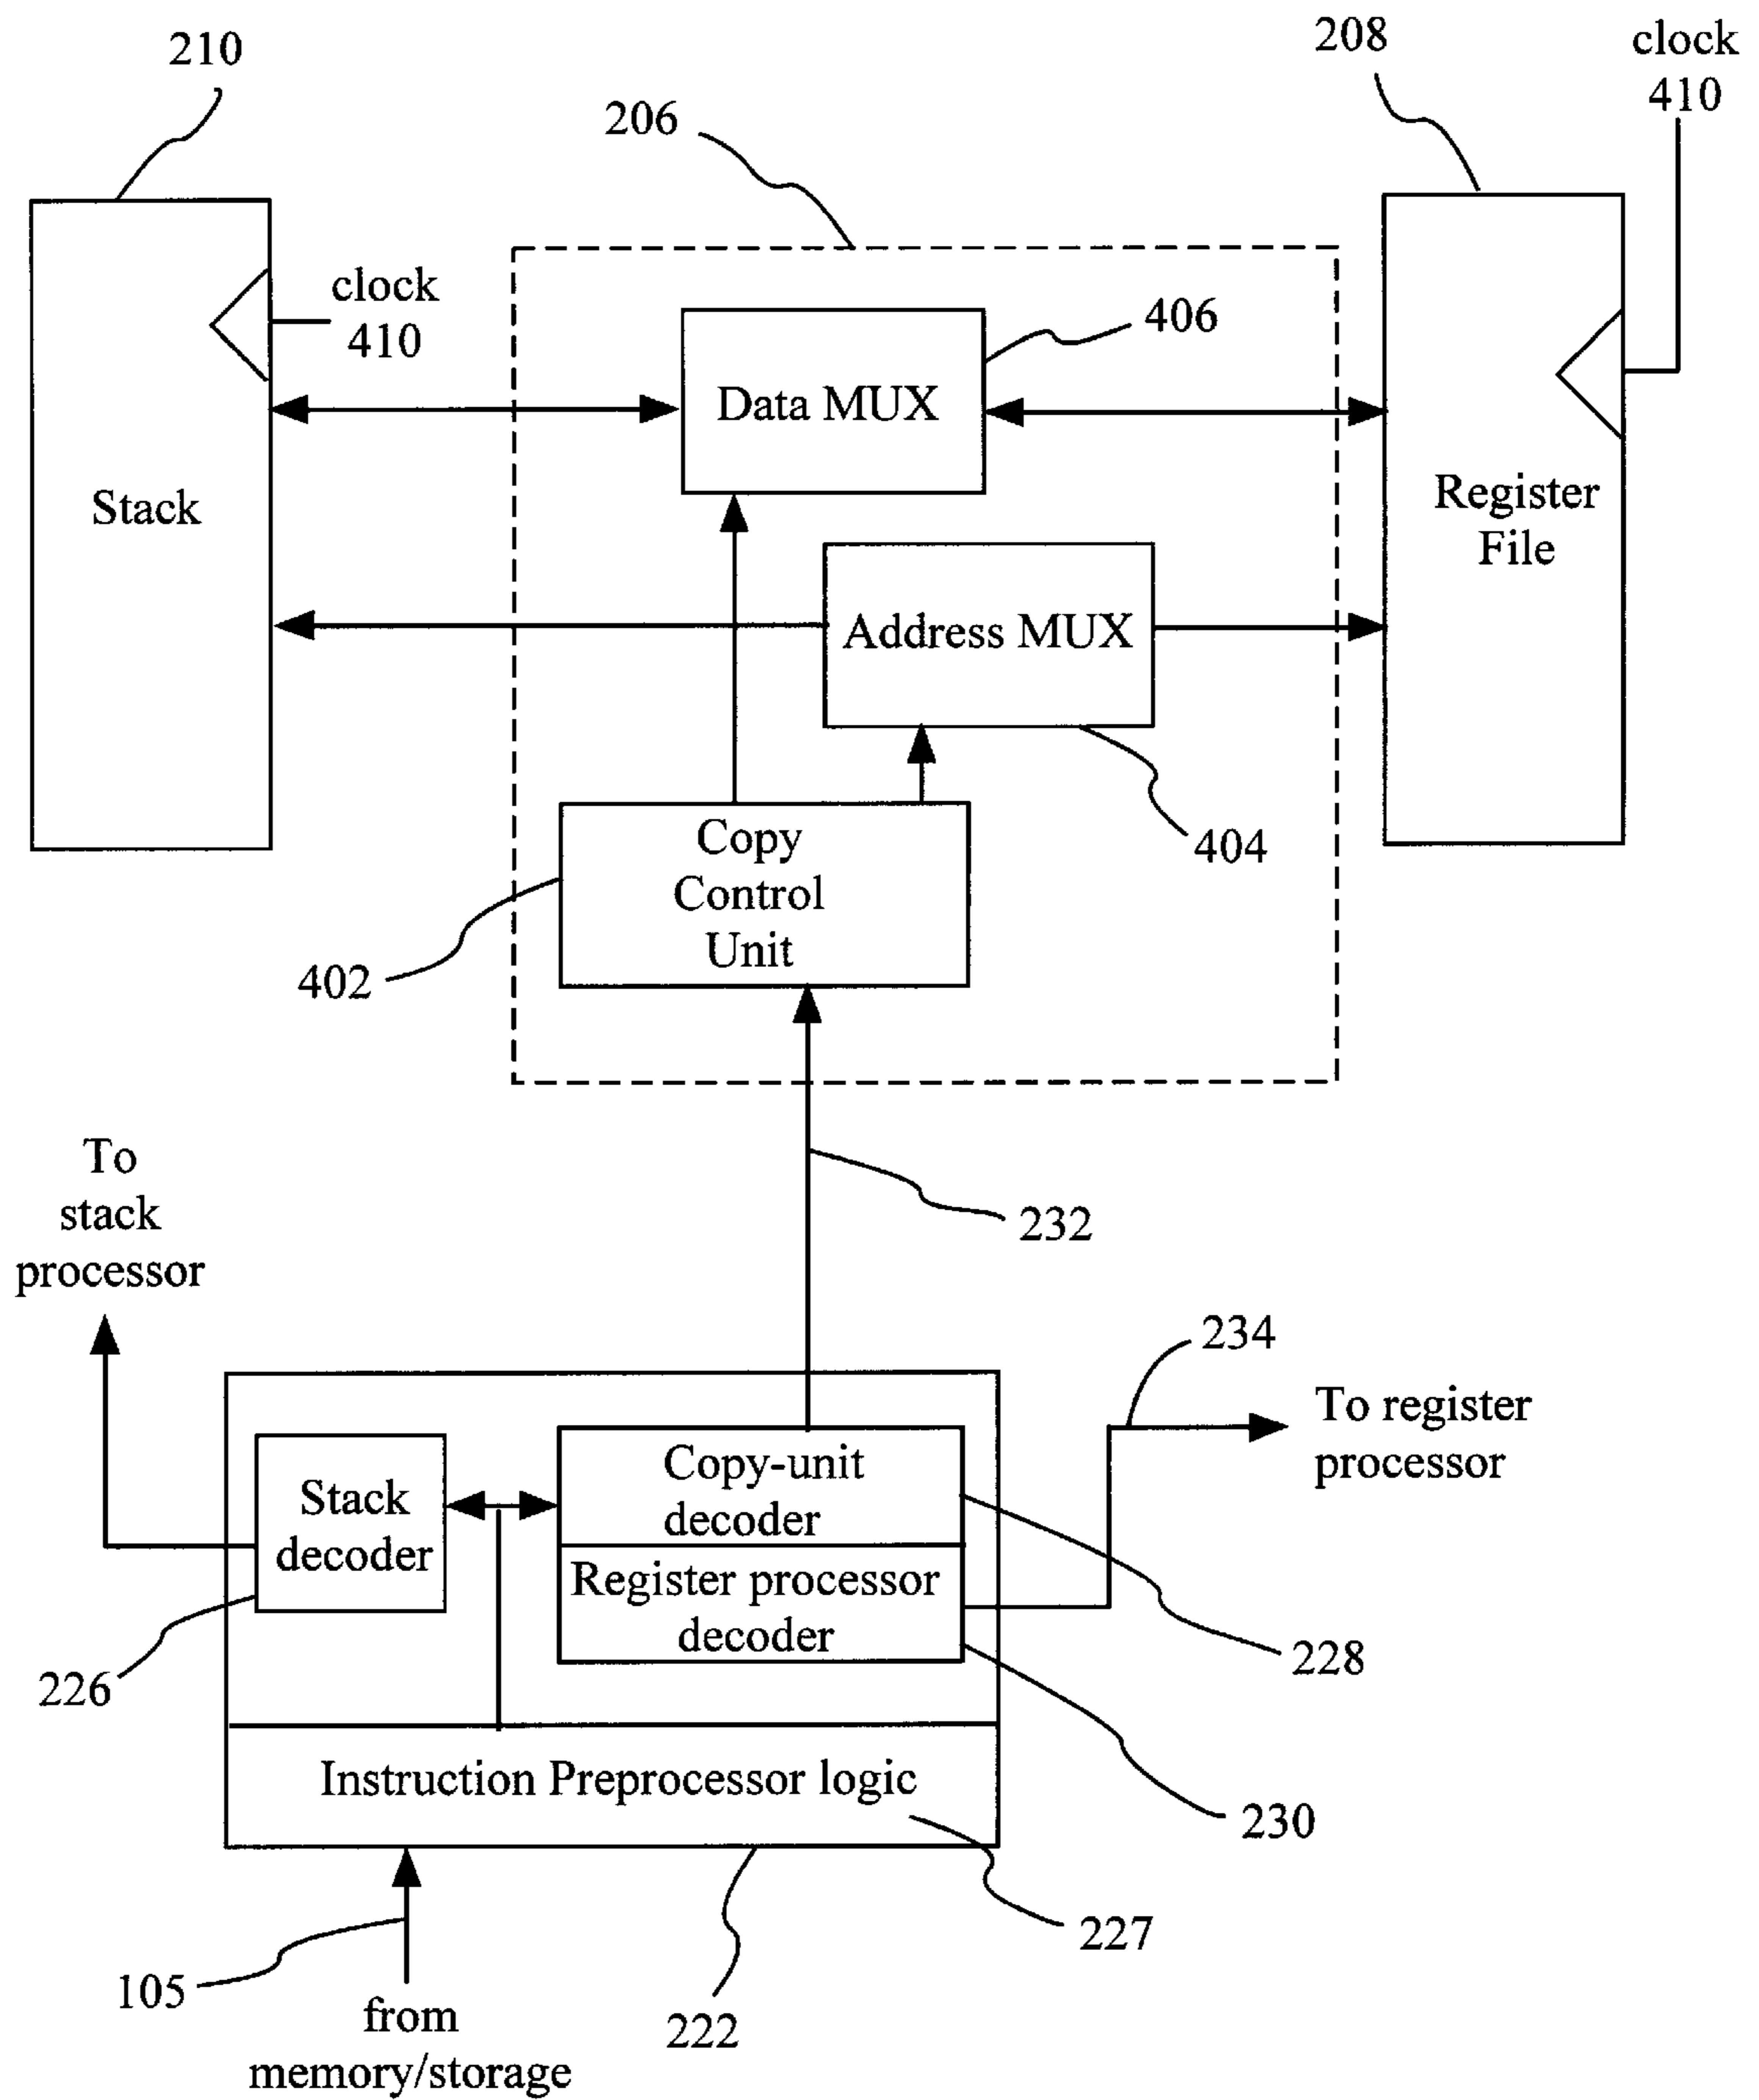 210
208
clock
410
206
clock
410
406
Data MUX
Stack
Register
File
Address MUX
Copy
Control
Unit
404
402
To
stack
processor
232
234
To register
processor
Copy-unit
decoder
Stack
decoder
Register processor
decoder
226
228
Instruction Preprocessor logic
230
227
105
from
memory/storage
222